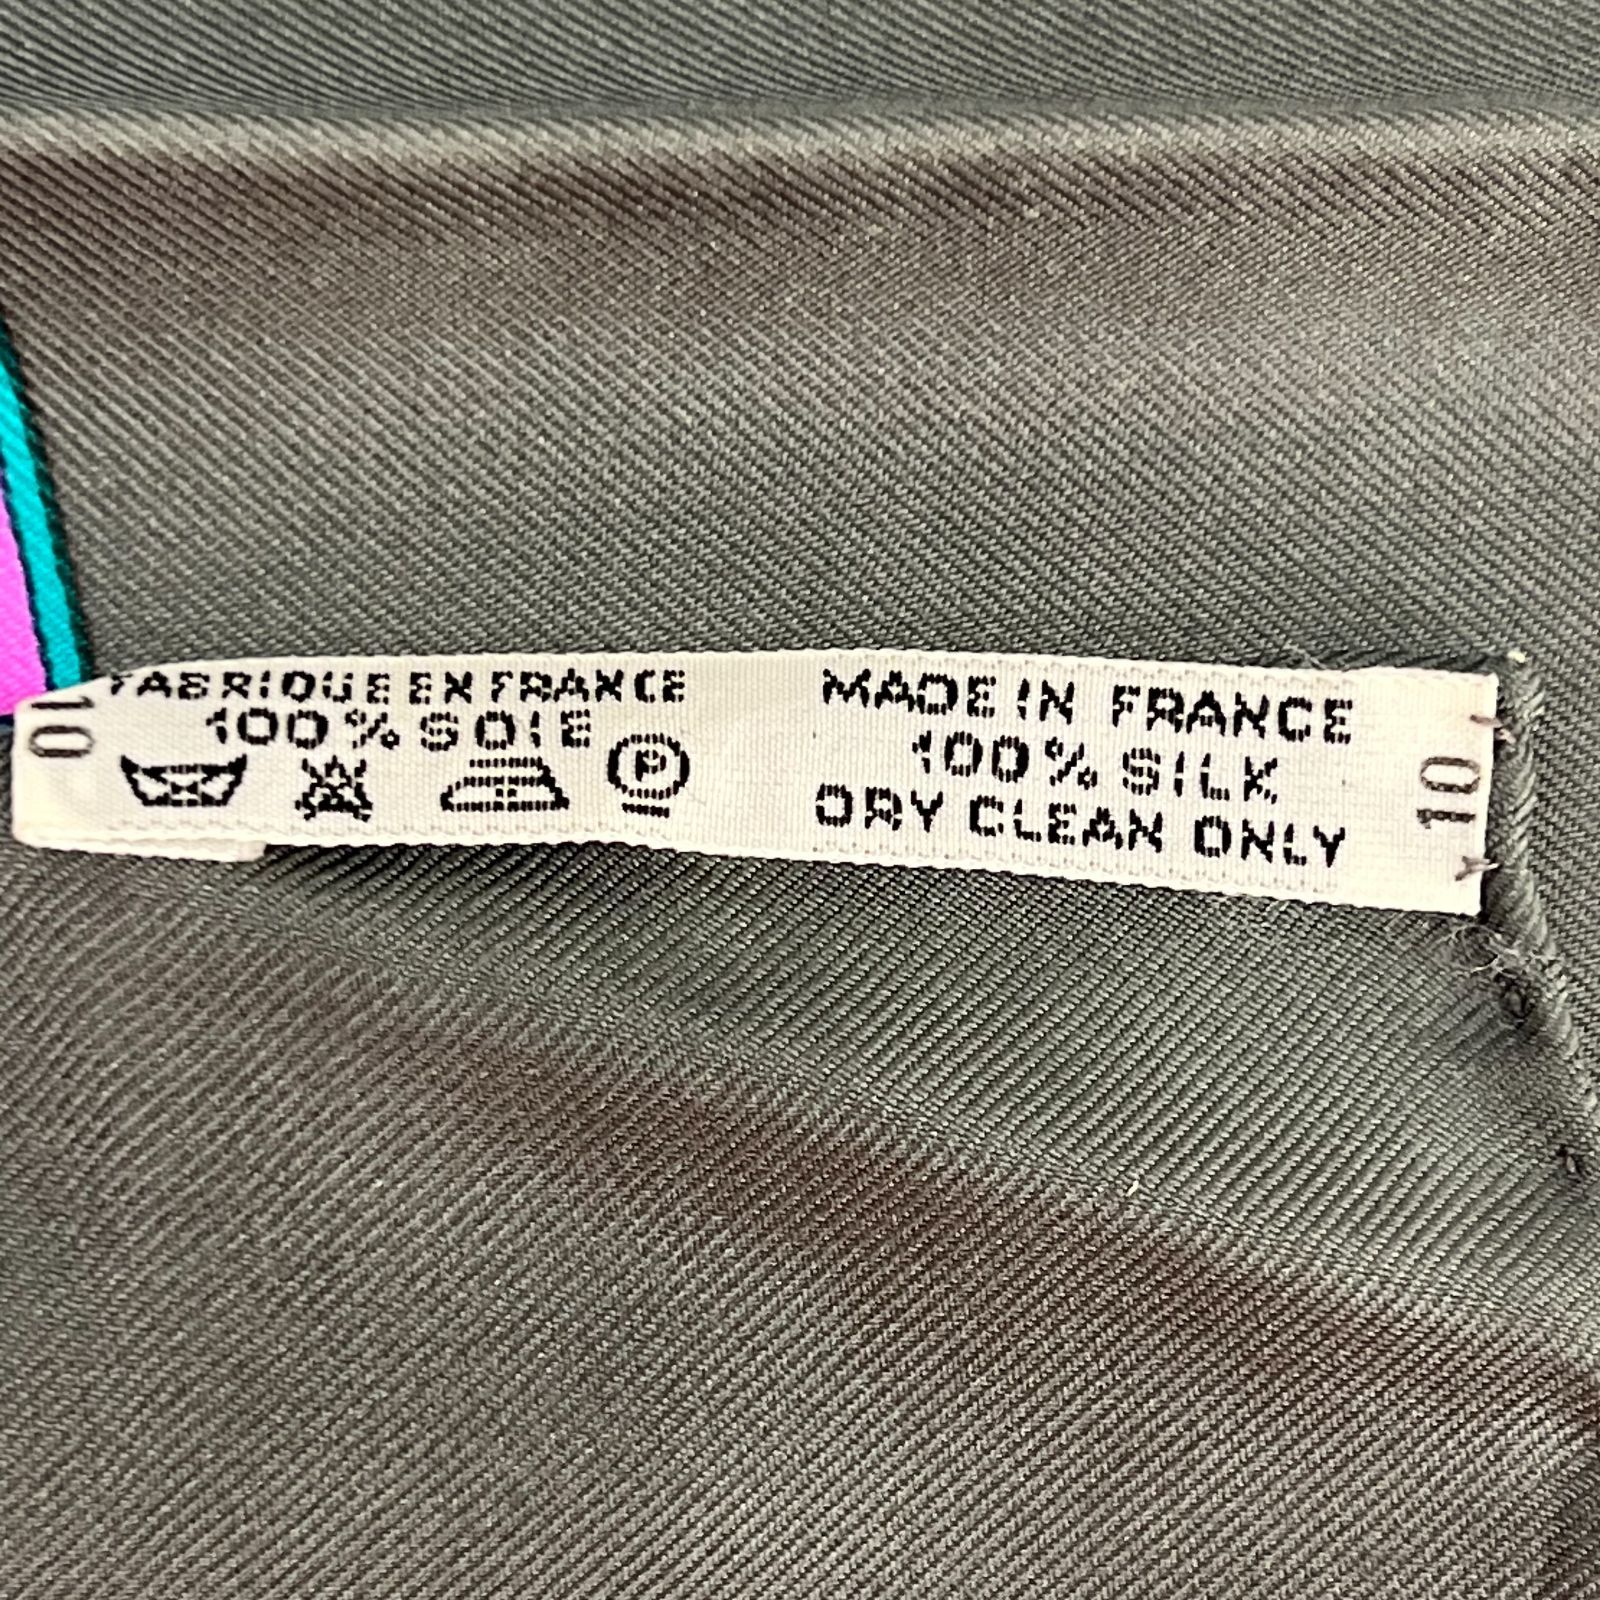 10
FABRIQUE EN FRANCE
100% SOIE
P
MADE IN FRANCE
100% SILK
DRY CLEAN ONLY
10